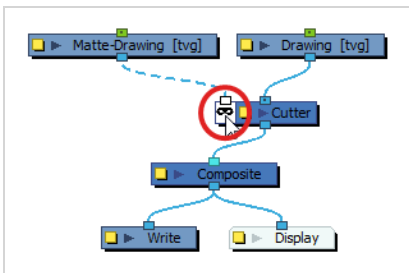 Matte-Drawing [tvg]
Drawing [tvg]
Cutter
Composite
Write
Display